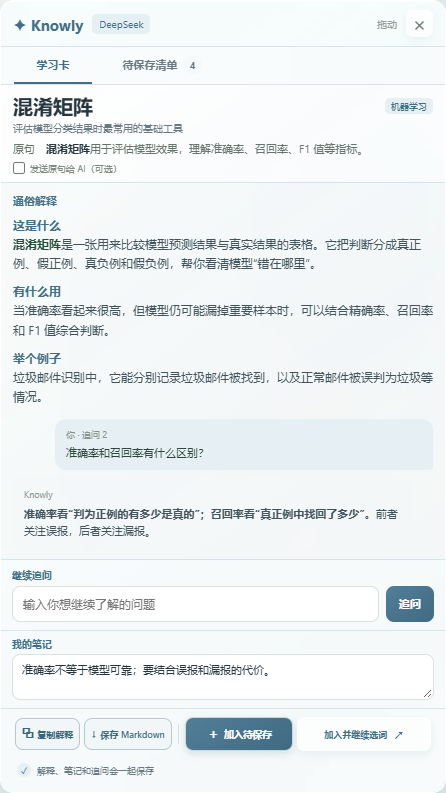 Knowly DeepSeek 拖动
学习卡 待保存清单 4
混淆矩阵 机器学习
评估模型分类结果时最常用的基础工具
原句 混淆矩阵用于评估模型效果，理解准确率、召回率、F1 值等指标。
发送原句给 AI（可选）
通俗解释
这是什么
混淆矩阵是一张用来比较模型预测结果与真实结果的表格。它把判断分成真正
例、假正例、真负例和假负例，帮你看清模型“错在哪里”。
有什么用
当准确率看起来很高，但模型仍可能漏掉重要样本时，可以结合精确率、召回率
和 F1 值综合判断。
举个例子
垃圾邮件识别中，它能分别记录垃圾邮件被找到，以及正常邮件被误判为垃圾等
情况。
你 · 追问 2
准确率和召回率有什么区别？
Knowly
准确率看“判为正例的有多少是真的”；召回率看“真正例中找回了多少”。前者
关注误报，后者关注漏报。
继续追问
输入你想继续了解的问题 追问
我的笔记
准确率不等于模型可靠；要结合误报和漏报的代价。
复制解释 ↓ 保存 Markdown ＋ 加入待保存 加入并继续选词 ↗
✓ 解释、笔记和追问会一起保存